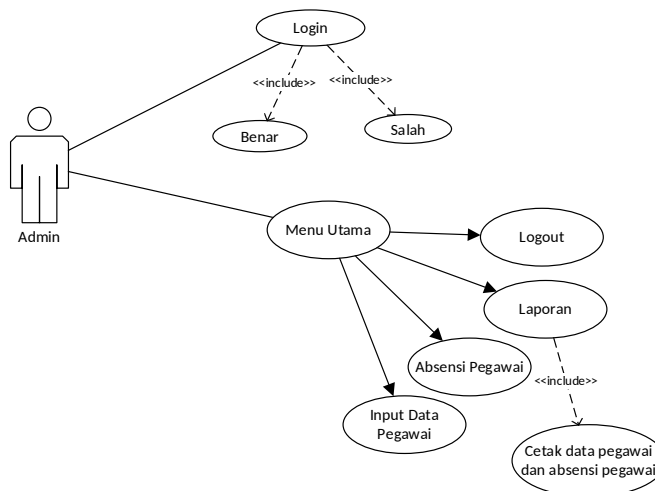 Login
<<include>>
<<include>>
Benar
Salah
Admin
Menu Utama
Logout
Laporan
Absensi Pegawai
<<include>>
Input Data
Pegawai
Cetak data pegawai
dan absensi pegawai